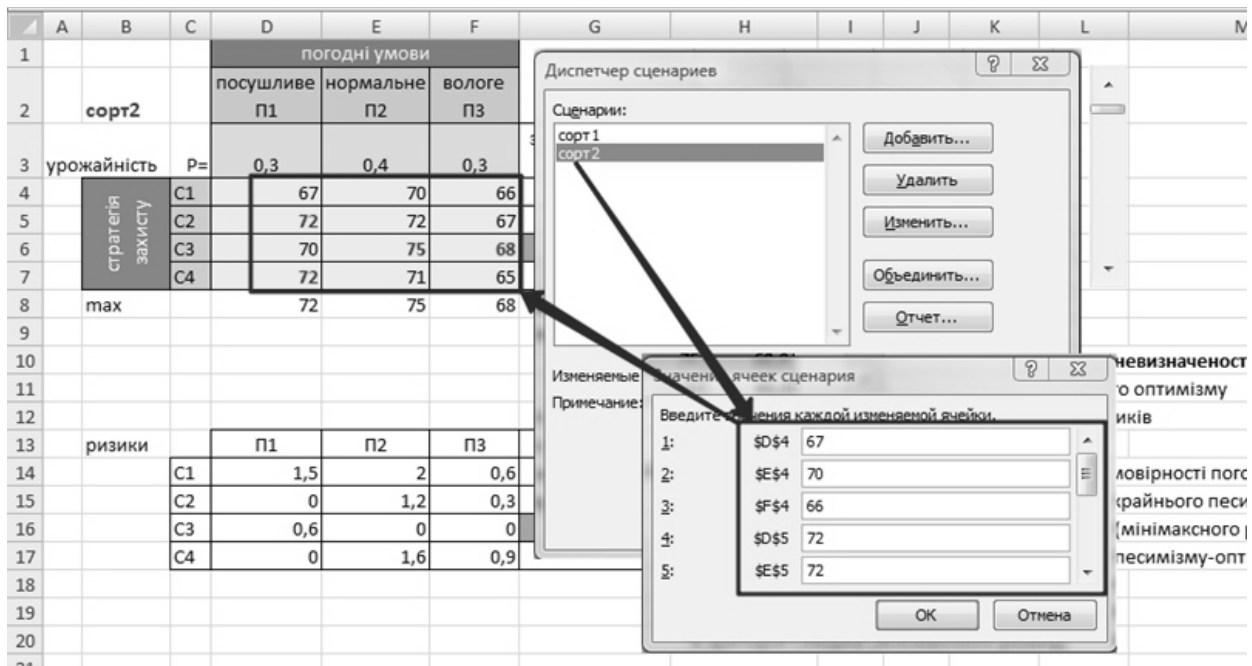 A B C D E F G H I J K L M
1 погодні умови
посушливе нормальне вологе
2 сорт2 П1 П2 П3
3 урожайність P= 0,3 0,4 0,3
стратегія захисту
4 C1 67 70 66
5 C2 72 72 67
6 C3 70 75 68
7 C4 72 71 65
8 max 72 75 68
9
10 невизначеност
11 го оптимізму
12 иків
13 ризики П1 П2 П3
14 C1 1,5 2 0,6 мовірності пого
15 C2 0 1,2 0,3 крайнього песи
16 C3 0,6 0 0 (мінімаксного
17 C4 0 1,6 0,9 песимізму-опт
18
19
20
Диспетчер сценариев
Сценарии:
сорт1
сорт2
Добавить...
Удалить
Изменить...
Объединить...
Отчет...
Изменяемые
Примечание:
Значения ячеек сценария
Введите значения каждой изменяемой ячейки.
1: $D$4 67
2: $E$4 70
3: $F$4 66
4: $D$5 72
5: $E$5 72
OK Отмена